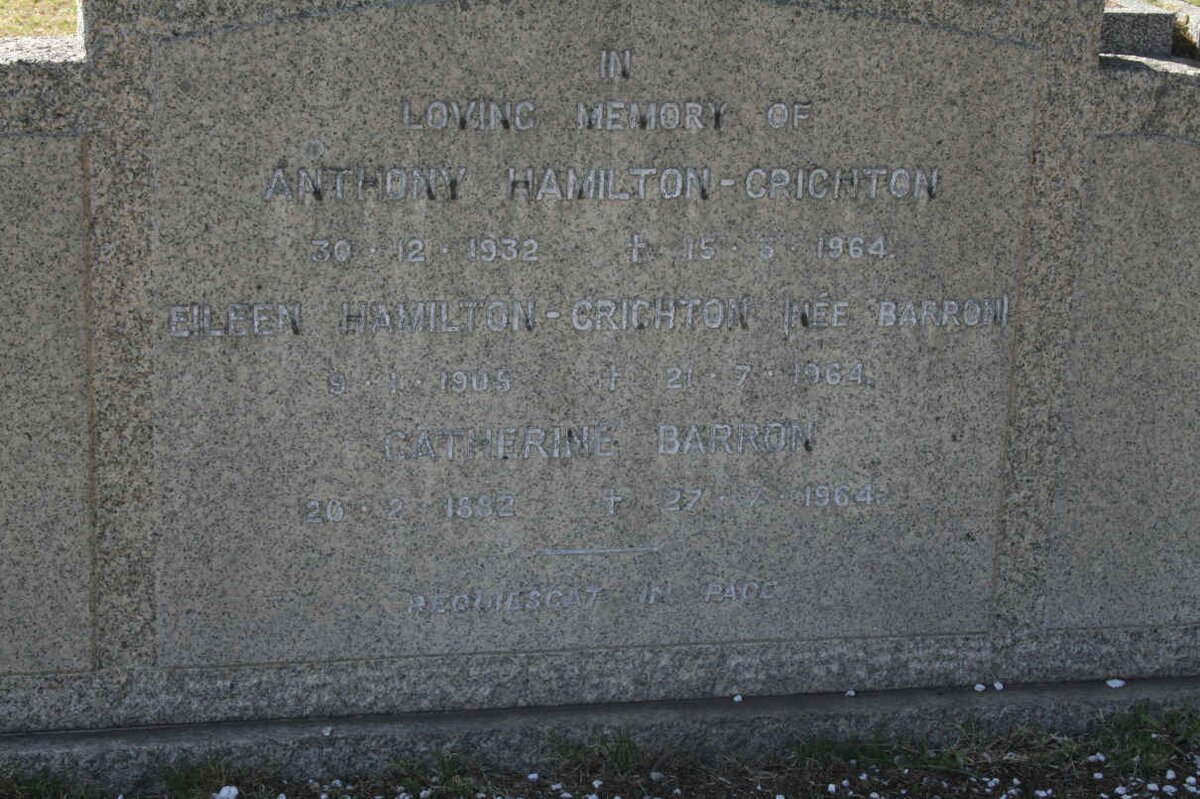 IN
LOVING MEMORY OF
ANTHONY HAMILTON-CRICHTON
30 · 12 · 1932 † 15 · 6 · 1964.
EILEEN HAMILTON-CRICHTON (NÉE BARRON)
9 · 1 · 1905 † 21 · 7 · 1964.
CATHERINE BARRON
20 · 2 · 1882 † 27 · 7 · 1964.
REQUIESCAT IN PACE